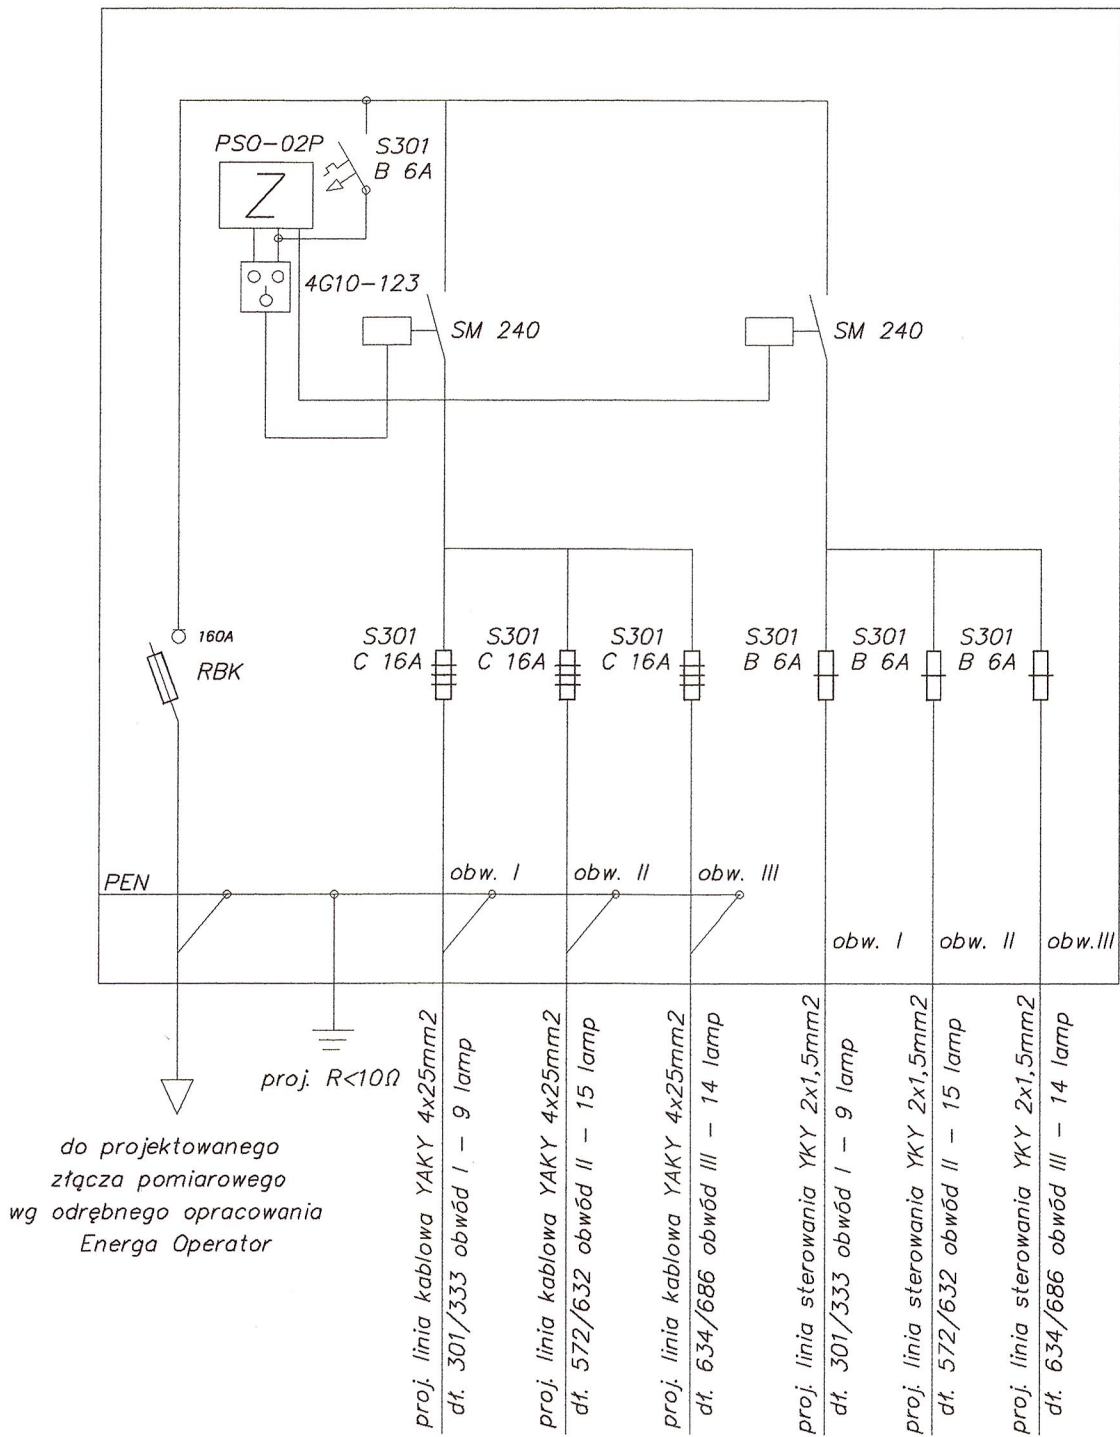 PSO-02P
S301
B 6A
Z
4G10-123
SM 240
SM 240
160A
RBK
S301
C 16A
S301
C 16A
S301
C 16A
S301
B 6A
S301
B 6A
S301
B 6A
PEN
obw. I
obw. II
obw. III
obw. I
obw. II
obw.III
proj. R<10Ω
do projektowanego
złącza pomiarowego
wg odrębnego opracowania
Energa Operator
proj. linia kablowa YAKY 4x25mm2
dł. 301/333 obwód I – 9 lamp
proj. linia kablowa YAKY 4x25mm2
dł. 572/632 obwód II – 15 lamp
proj. linia kablowa YAKY 4x25mm2
dł. 634/686 obwód III – 14 lamp
proj. linia sterowania YKY 2x1,5mm2
dł. 301/333 obwód I – 9 lamp
proj. linia sterowania YKY 2x1,5mm2
dł. 572/632 obwód II – 15 lamp
proj. linia sterowania YKY 2x1,5mm2
dł. 634/686 obwód III – 14 lamp